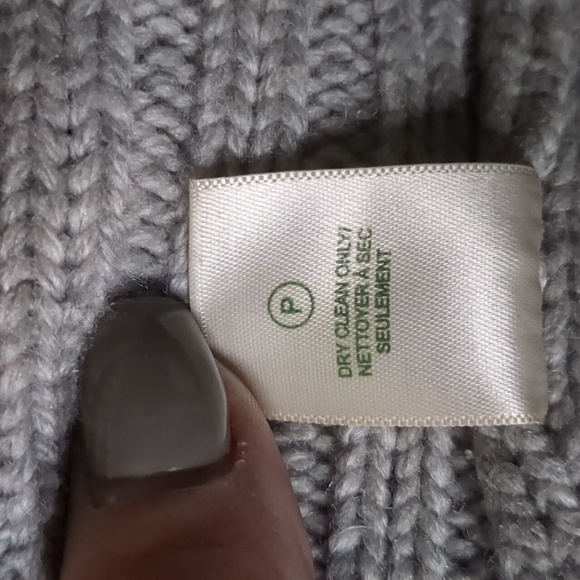 P
DRY CLEAN ONLY/
NETTOYER À SEC
SEULEMENT